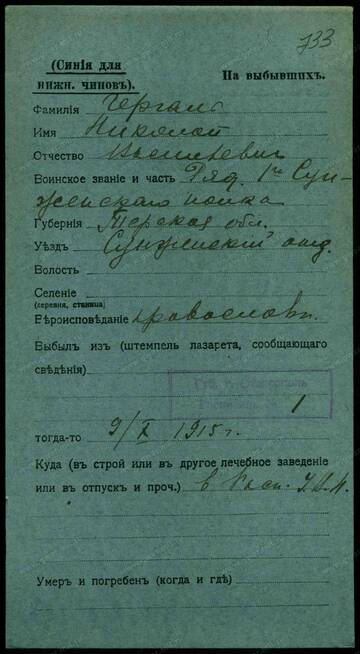 733
(Синія для
нижн. чиновъ).
На выбывшихъ.
Фамилія Чергалъ
Имя Николай
Отчество Васильевич
Воинское званіе и часть Ряд. 1го Сун-
женскаго полка
Губернія Терская обл.
Уѣздъ Сунженскій отд.
Волость
Селеніе
(деревня, станица)
Вѣроисповѣданіе православн.
Выбылъ изъ (штемпель лазарета, сообщающаго
свѣдѣнія)
1
тогда-то 9/X 1915 г.
Куда (въ строй или въ другое лечебное заведеніе
или въ отпускъ и проч.) в
Умеръ и погребенъ (когда и гдѣ)